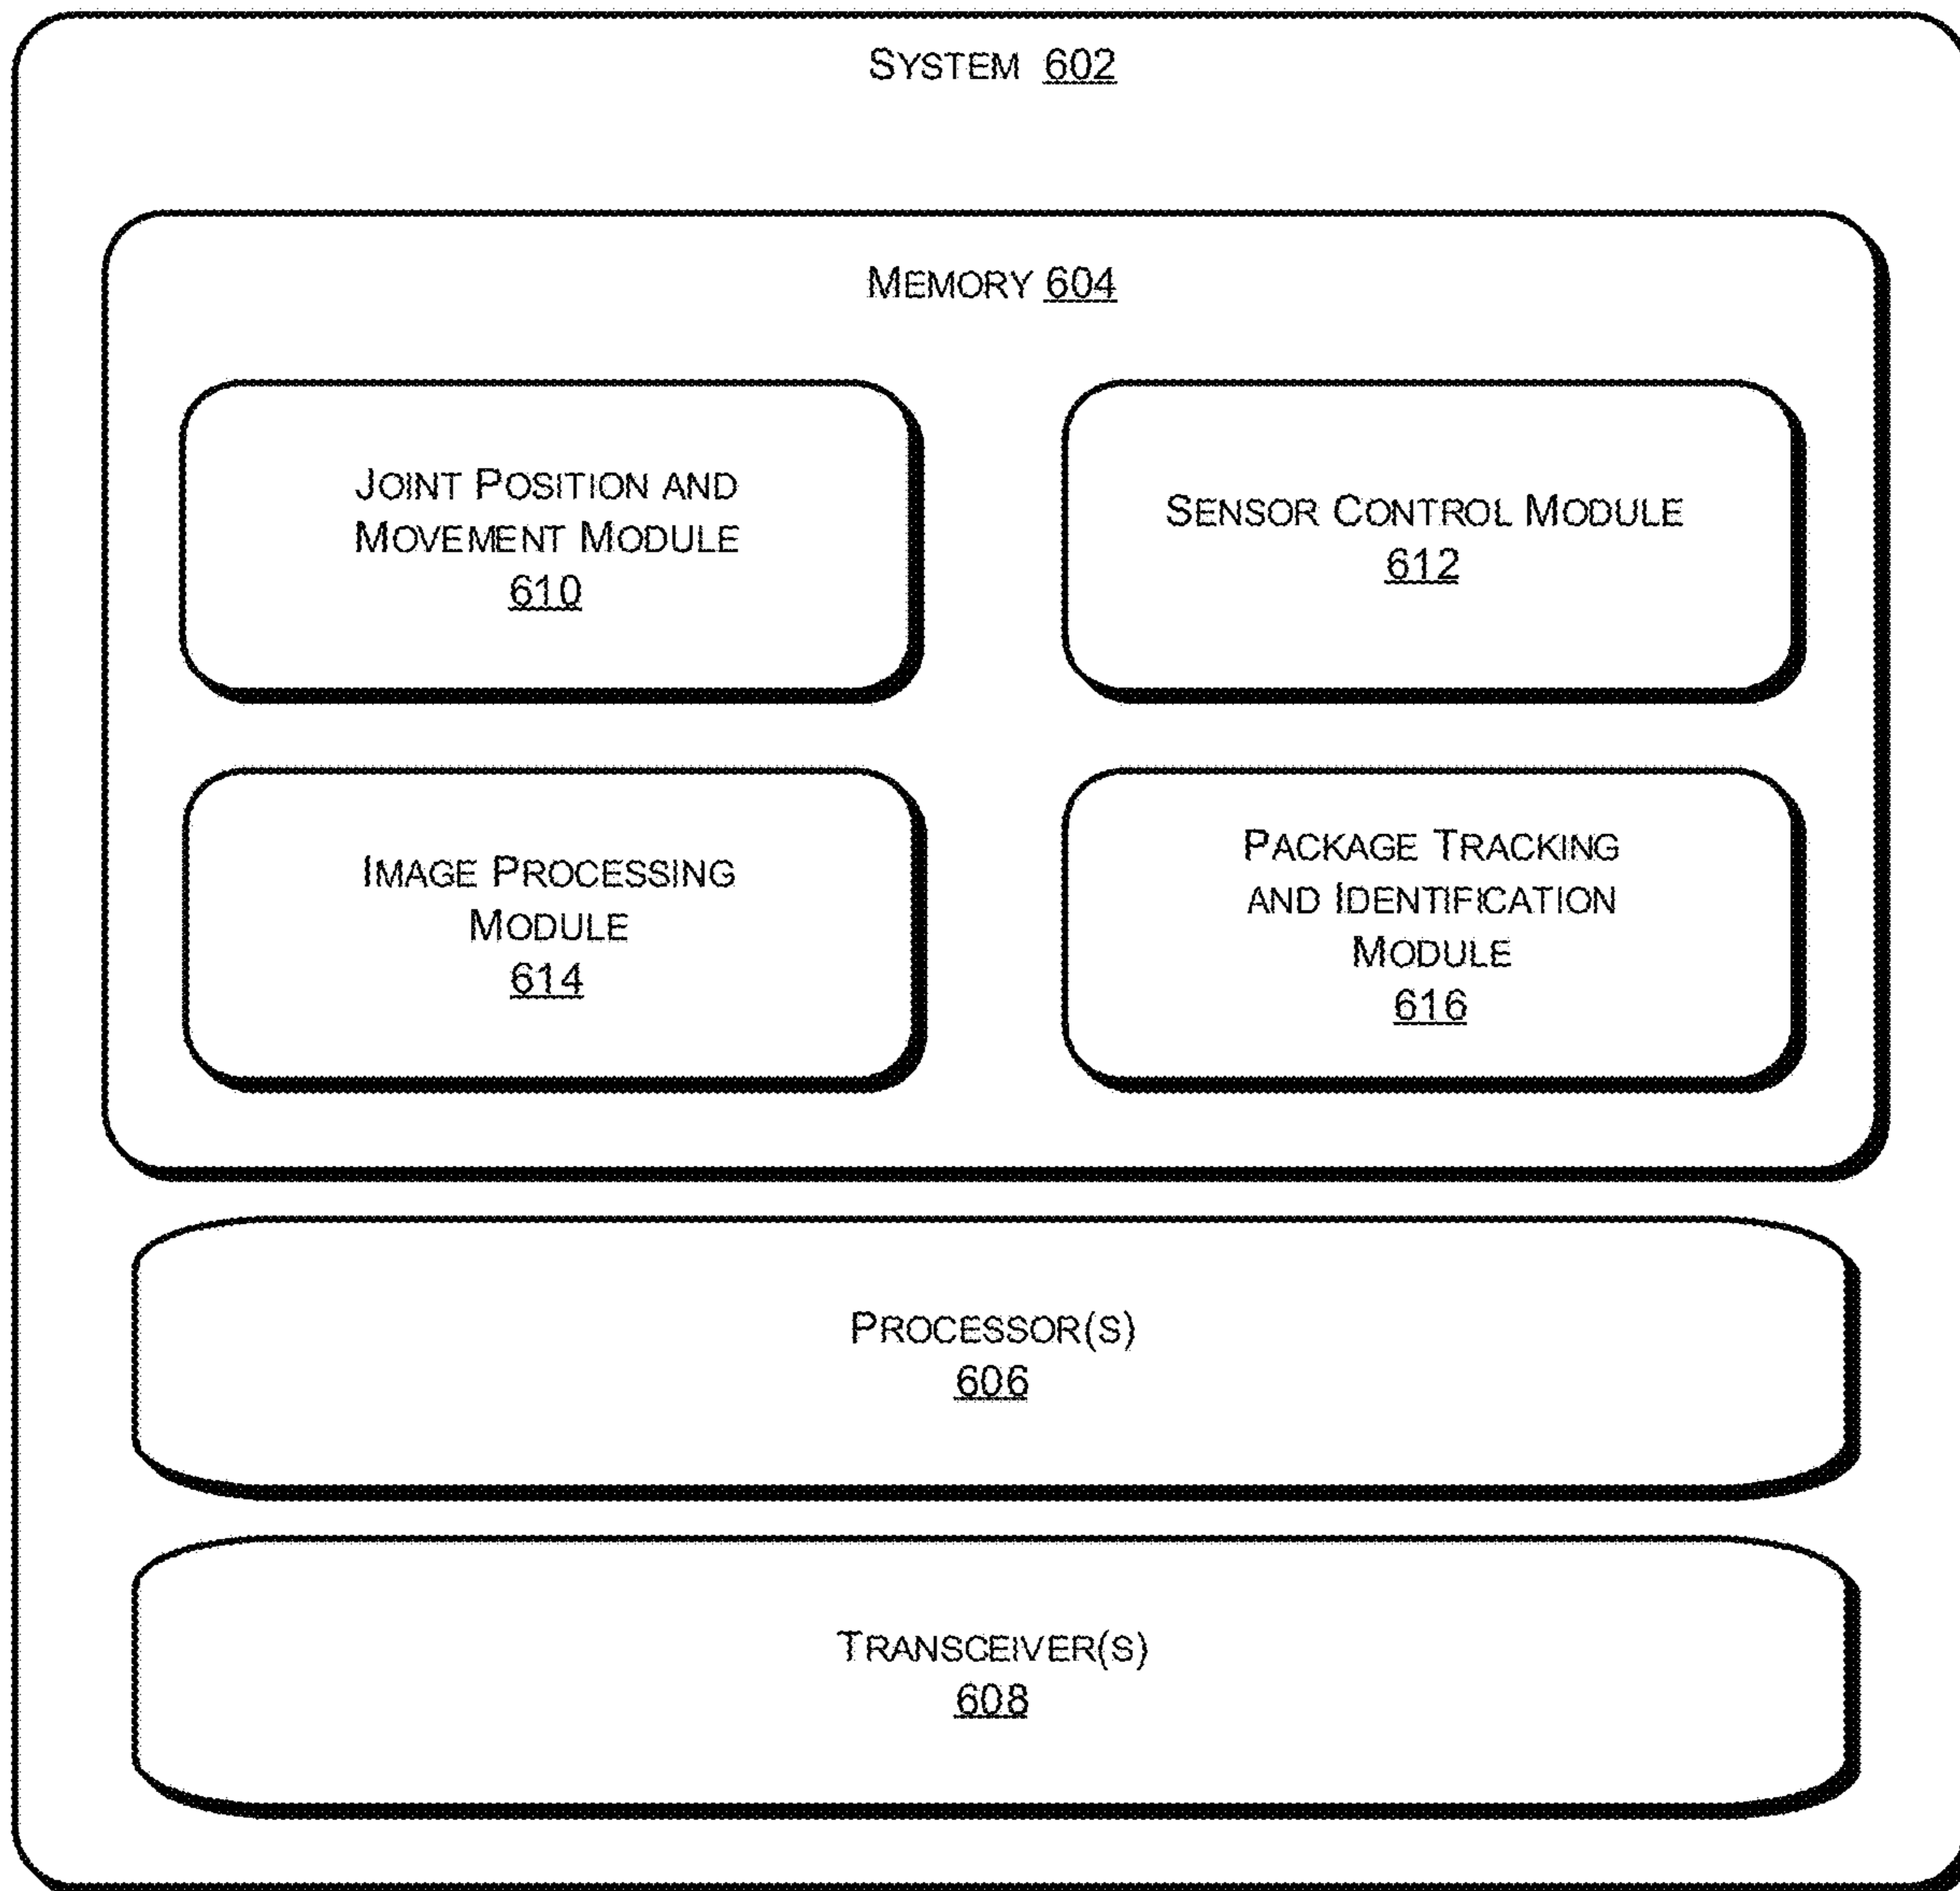 SYSTEM 602
MEMORY 604
JOINT POSITION AND
MOVEMENT MODULE
610
SENSOR CONTROL MODULE
612
IMAGE PROCESSING
MODULE
614
PACKAGE TRACKING
AND IDENTIFICATION
MODULE
616
PROCESSOR(S)
606
TRANSCEIVER(S)
608